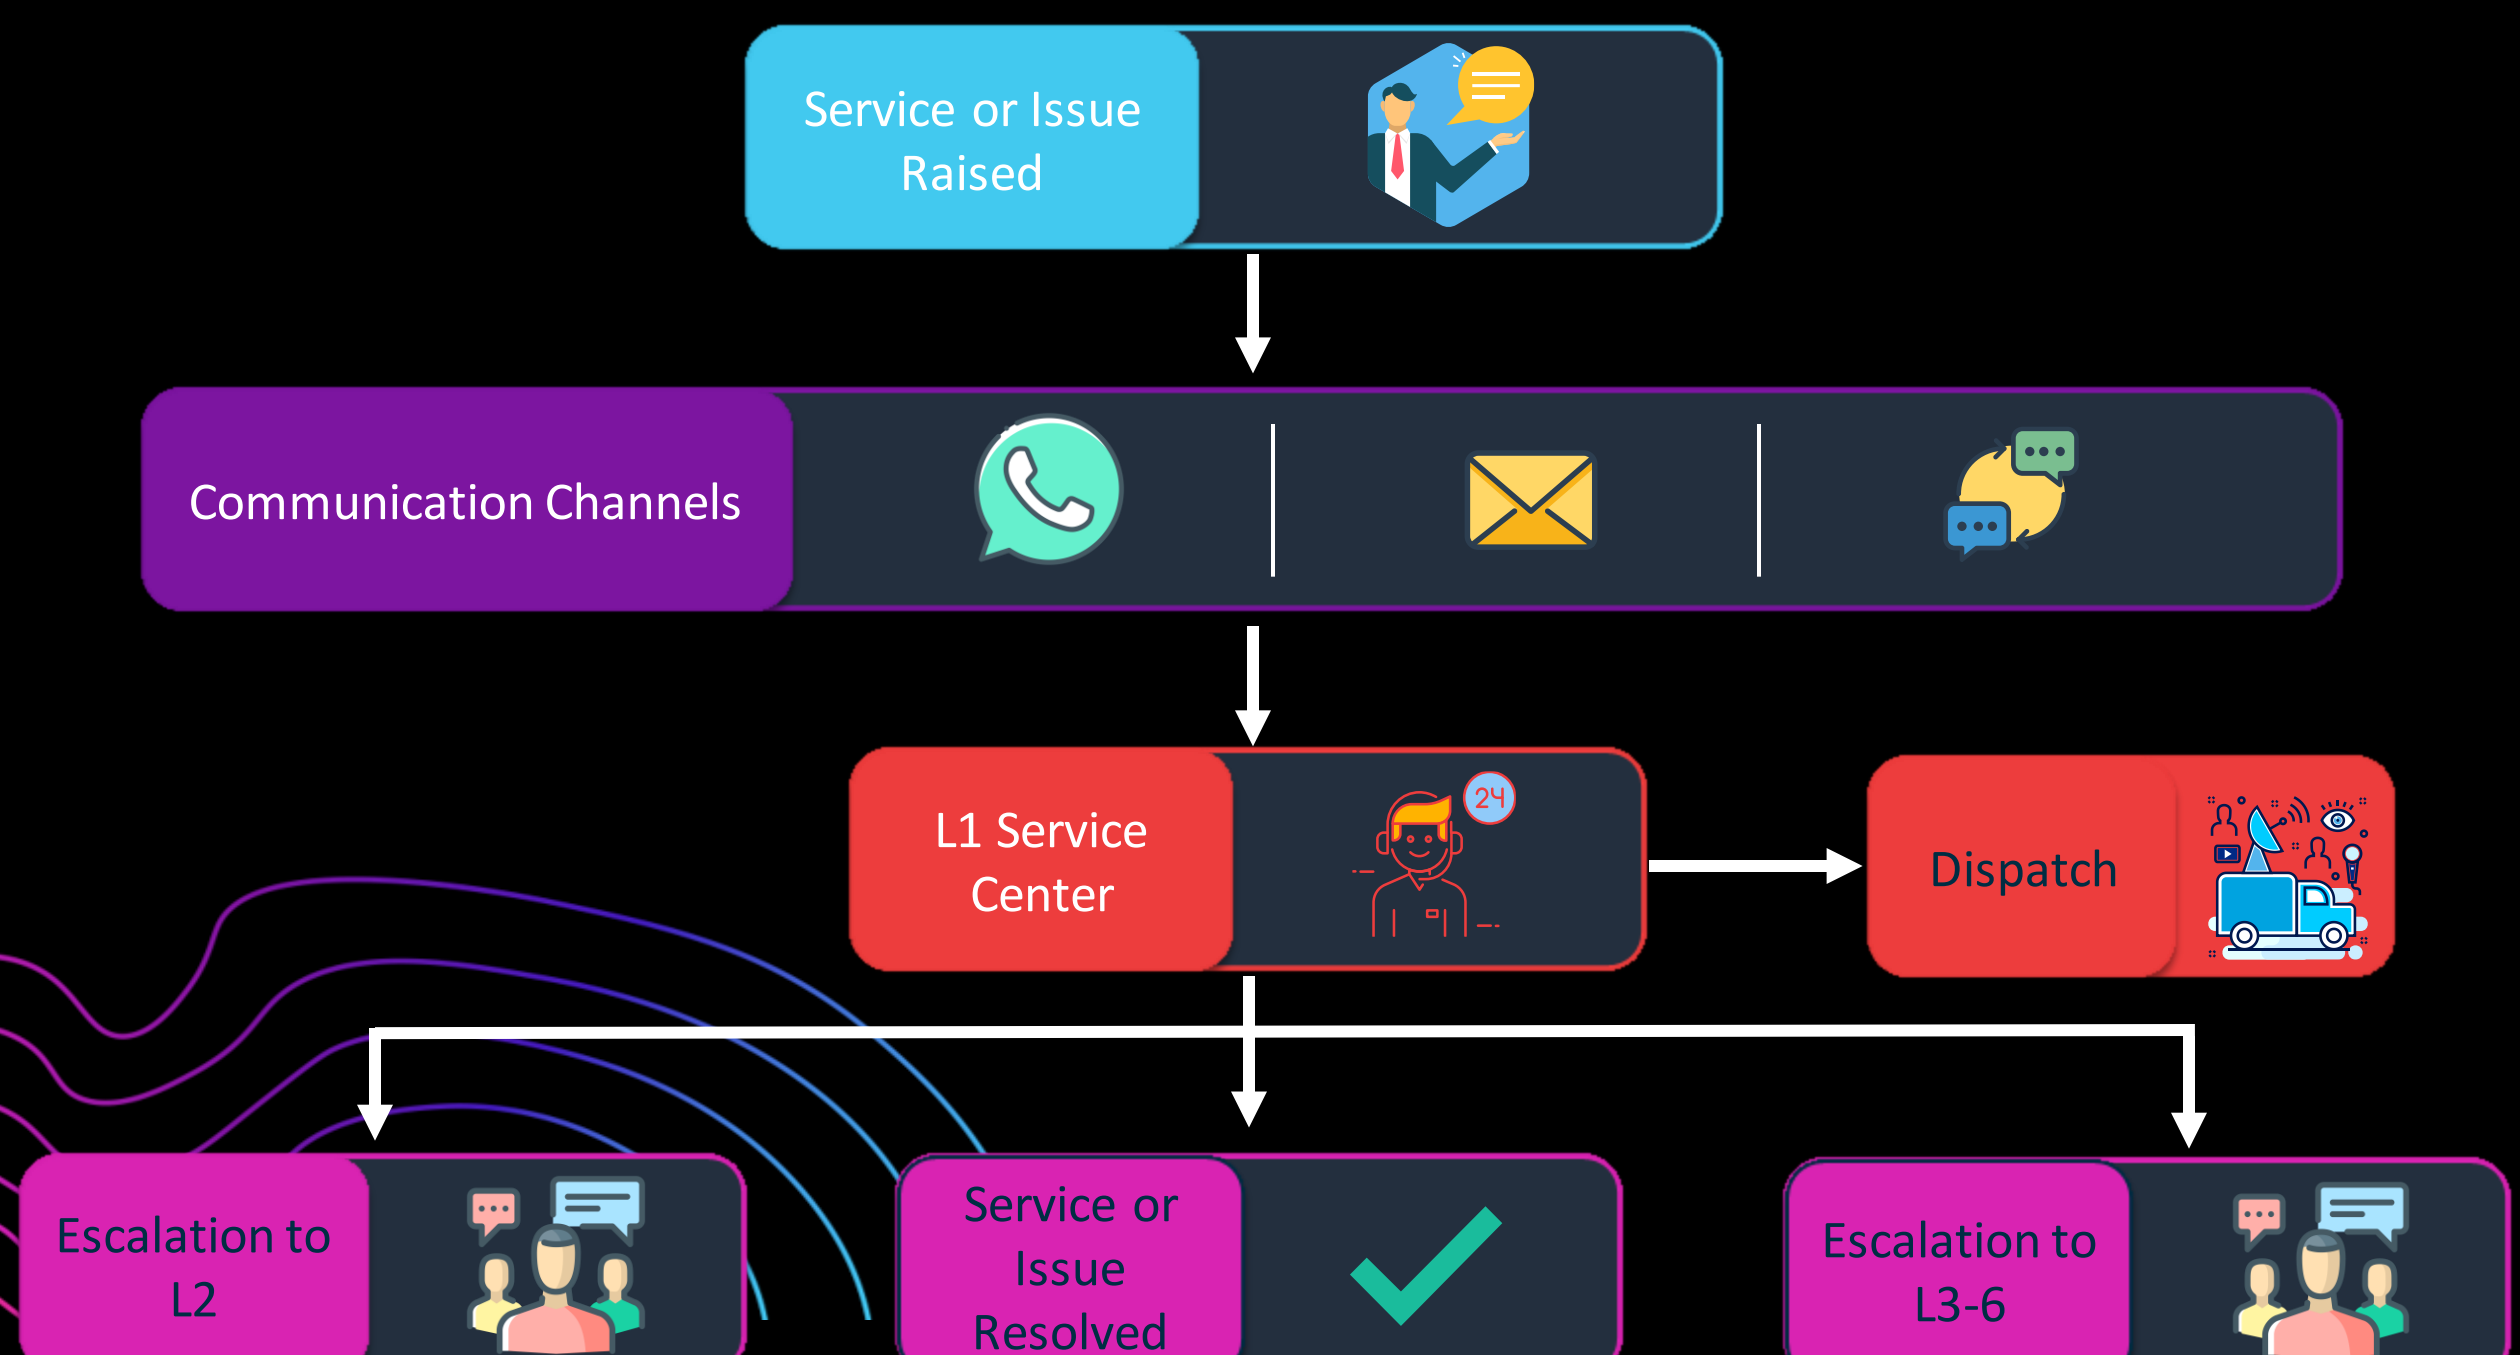 Service or Issue
Raised
Communication Channels
L1 Service
Center
24
Dispatch
Escalation to
L2
Service or
Issue
Resolved
Escalation to
L3-6